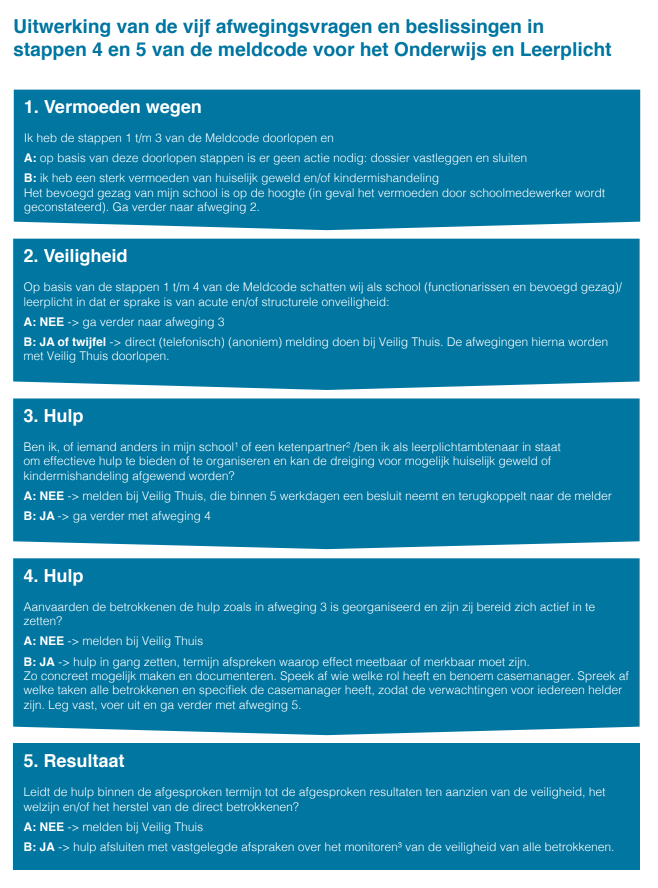 Uitwerking van de vijf afwegingsvragen en beslissingen in
stappen 4 en 5 van de meldcode voor het Onderwijs en Leerplicht
1. Vermoeden wegen
Ik heb de stappen 1 t/m 3 van de Meldcode doorlopen en
A: op basis van deze doorlopen stappen is er geen actie nodig: dossier vastleggen en sluiten
B: ik heb een sterk vermoeden van huiselijk geweld en/of kindermishandeling
Het bevoegd gezag van mijn school is op de hoogte (in geval het vermoeden door schoolmedewerker wordt
geconstateerd). Ga verder naar afweging 2.
2. Veiligheid
Op basis van de stappen 1 t/m 4 van de Meldcode schatten wij als school (functionarissen en bevoegd gezag)/
leerplicht in dat er sprake is van acute en/of structurele onveiligheid:
A: NEE -> ga verder naar afweging 3
B: JA of twijfel -> direct (telefonisch) (anoniem) melding doen bij Veilig Thuis. De afwegingen hierna worden
met Veilig Thuis doorlopen.
3. Hulp
Ben ik, of iemand anders in mijn school¹ of een ketenpartner² /ben ik als leerplichtambtenaar in staat
om effectieve hulp te bieden of te organiseren en kan de dreiging voor mogelijk huiselijk geweld of
kindermishandeling afgewend worden?
A: NEE -> melden bij Veilig Thuis, die binnen 5 werkdagen een besluit neemt en terugkoppelt naar de melder
B: JA -> ga verder met afweging 4
4. Hulp
Aanvaarden de betrokkenen de hulp zoals in afweging 3 is georganiseerd en zijn zij bereid zich actief in te
zetten?
A: NEE -> melden bij Veilig Thuis
B: JA -> hulp in gang zetten, termijn afspreken waarop effect meetbaar of merkbaar moet zijn.
Zo concreet mogelijk maken en documenteren. Speek af wie welke rol heeft en benoem casemanager. Spreek af
welke taken alle betrokkenen en specifiek de casemanager heeft, zodat de verwachtingen voor iedereen helder
zijn. Leg vast, voer uit en ga verder met afweging 5.
5. Resultaat
Leidt de hulp binnen de afgesproken termijn tot de afgesproken resultaten ten aanzien van de veiligheid, het
welzijn en/of het herstel van de direct betrokkenen?
A: NEE -> melden bij Veilig Thuis
B: JA -> hulp afsluiten met vastgelegde afspraken over het monitoren³ van de veiligheid van alle betrokkenen.